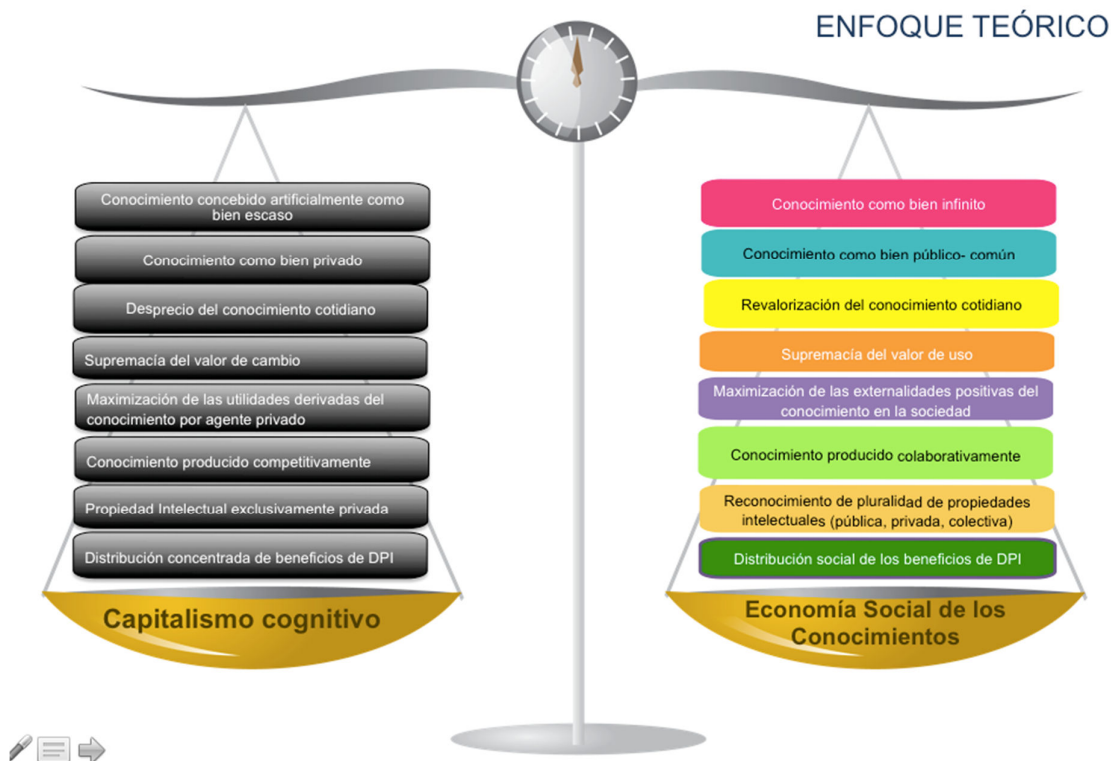 ENFOQUE TEÓRICO
Conocimiento concebido artificialmente como
bien escaso
Conocimiento como bien privado
Desprecio del conocimiento cotidiano
Supremacía del valor de cambio
Maximización de las utilidades derivadas del
conocimiento por agente privado
Conocimiento producido competitivamente
Propiedad Intelectual exclusivamente privada
Distribución concentrada de beneficios de DPI
Capitalismo cognitivo
Conocimiento como bien infinito
Conocimiento como bien público- común
Revalorización del conocimiento cotidiano
Supremacía del valor de uso
Maximización de las externalidades positivas del
conocimiento en la sociedad
Conocimiento producido colaborativamente
Reconocimiento de pluralidad de propiedades
intelectuales (pública, privada, colectiva)
Distribución social de los beneficios de DPI
Economía Social de los
Conocimientos